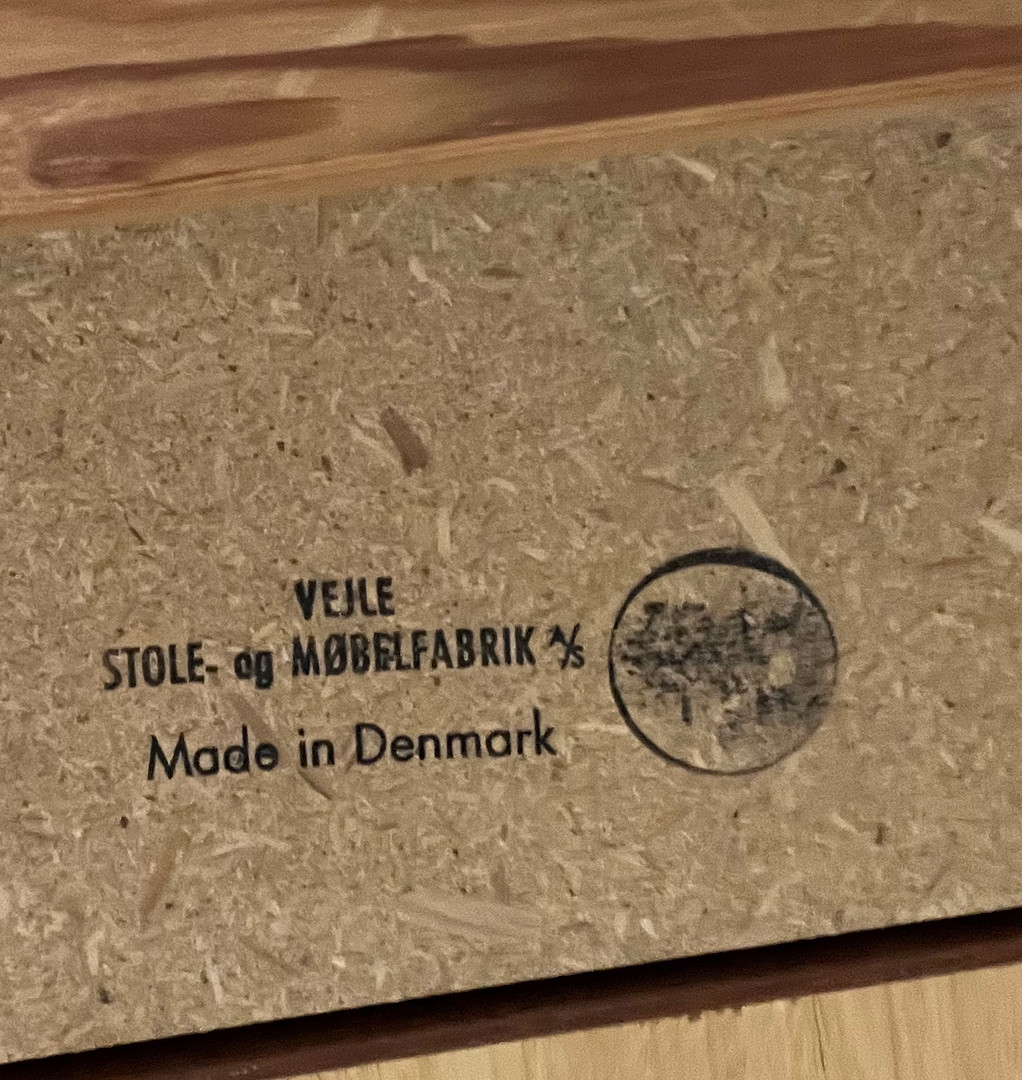 VEJLE
STOLE- og MØBELFABRIK A/S
Made in Denmark